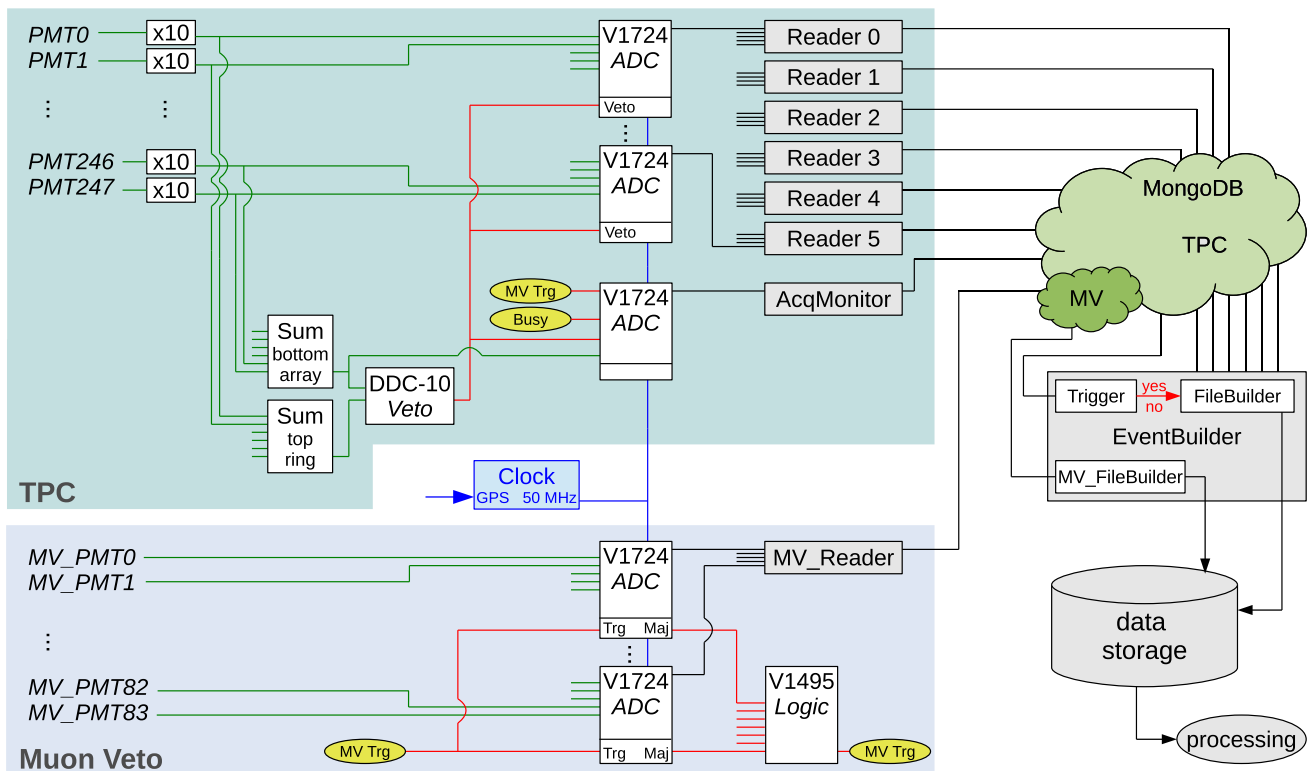 PMT0
x10
V1724
ADC
Veto
PMT1
x10
⋮
⋮
⋮
PMT246
x10
V1724
ADC
Veto
PMT247
x10
Reader 0
Reader 1
Reader 2
Reader 3
Reader 4
Reader 5
MongoDB
TPC
MV
MV Trg
Busy
V1724
ADC
AcqMonitor
Sum
bottom
array
DDC-10
Veto
Sum
top
ring
TPC
Trigger
yes
no
FileBuilder
EventBuilder
MV_FileBuilder
Clock
GPS 50 MHz
MV_PMT0
MV_PMT1
V1724
ADC
Trg Maj
MV_Reader
⋮
⋮
MV_PMT82
MV_PMT83
V1724
ADC
Trg Maj
V1495
Logic
MV Trg
MV Trg
Muon Veto
data
storage
processing